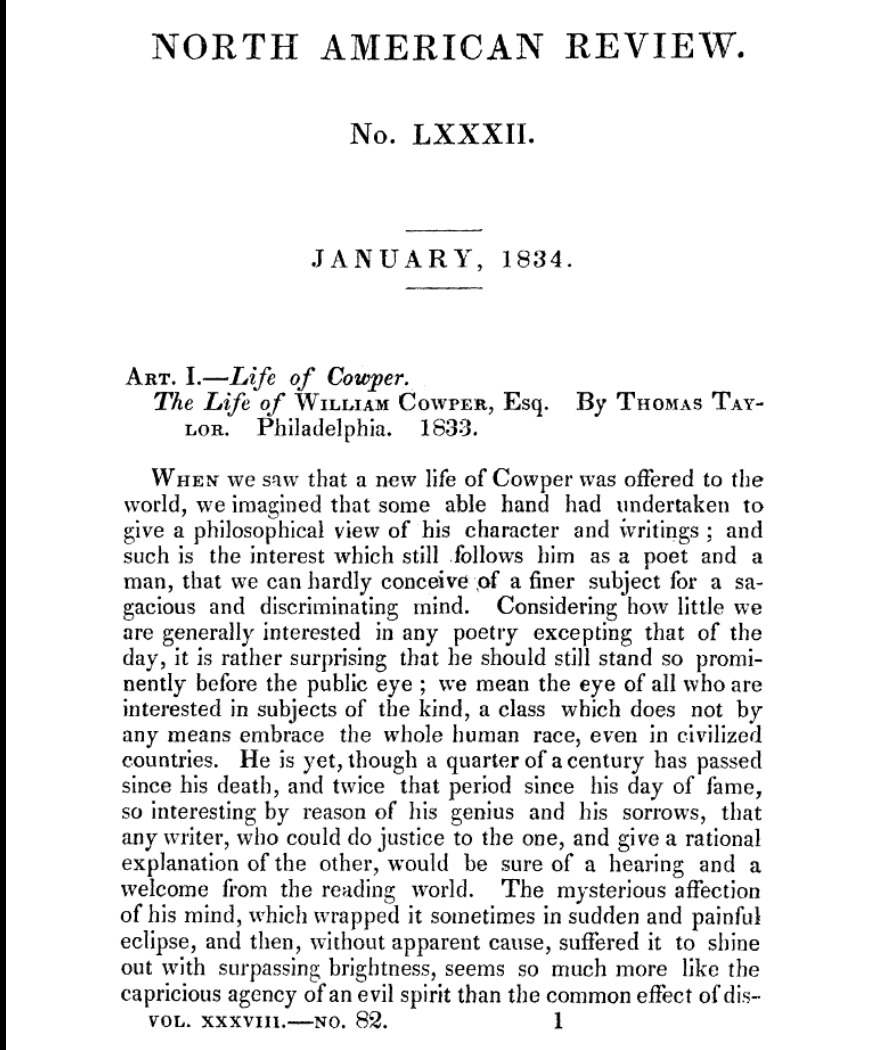 NORTH AMERICAN REVIEW.
No. LXXXII.
JANUARY, 1834.
ART. I.—Life of Cowper.
The Life of WILLIAM COWPER, Esq. By THOMAS TAY-
LOR. Philadelphia. 1833.
WHEN we saw that a new life of Cowper was offered to the
world, we imagined that some able hand had undertaken to
give a philosophical view of his character and writings ; and
such is the interest which still follows him as a poet and a
man, that we can hardly conceive of a finer subject for a sa-
gacious and discriminating mind. Considering how little we
are generally interested in any poetry excepting that of the
day, it is rather surprising that he should still stand so promi-
nently before the public eye ; we mean the eye of all who are
interested in subjects of the kind, a class which does not by
any means embrace the whole human race, even in civilized
countries. He is yet, though a quarter of a century has passed
since his death, and twice that period since his day of fame,
so interesting by reason of his genius and his sorrows, that
any writer, who could do justice to the one, and give a rational
explanation of the other, would be sure of a hearing and a
welcome from the reading world. The mysterious affection
of his mind, which wrapped it sometimes in sudden and painful
eclipse, and then, without apparent cause, suffered it to shine
out with surpassing brightness, seems so much more like the
capricious agency of an evil spirit than the common effect of dis-
VOL. XXXVIII.—NO. 82. 1